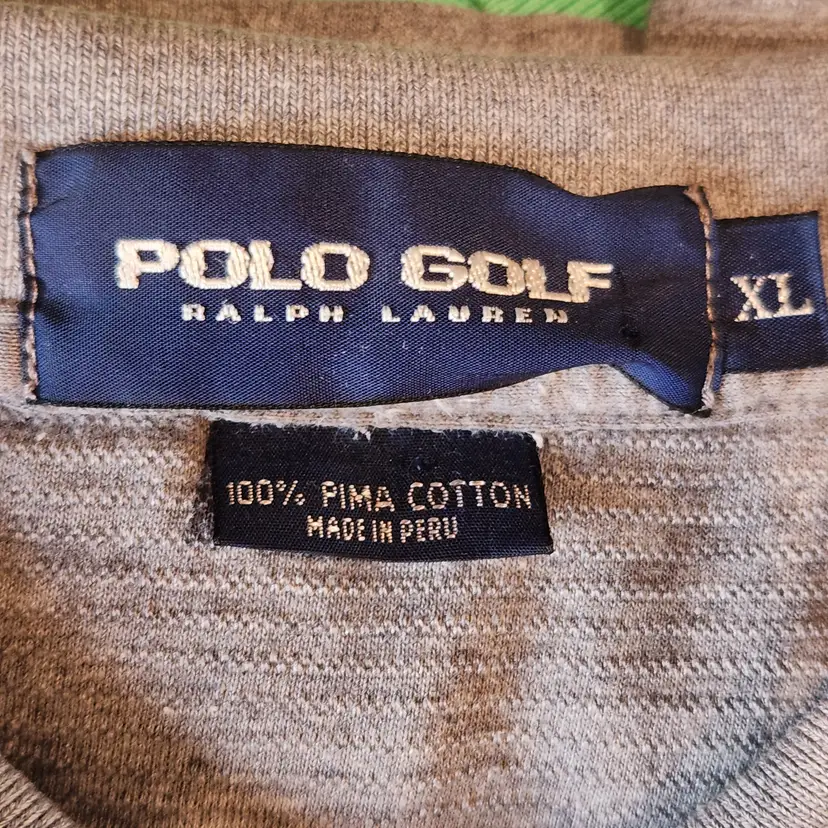 POLO GOLF
RALPH LAUREN
XL
100% PIMA COTTON
MADE IN PERU